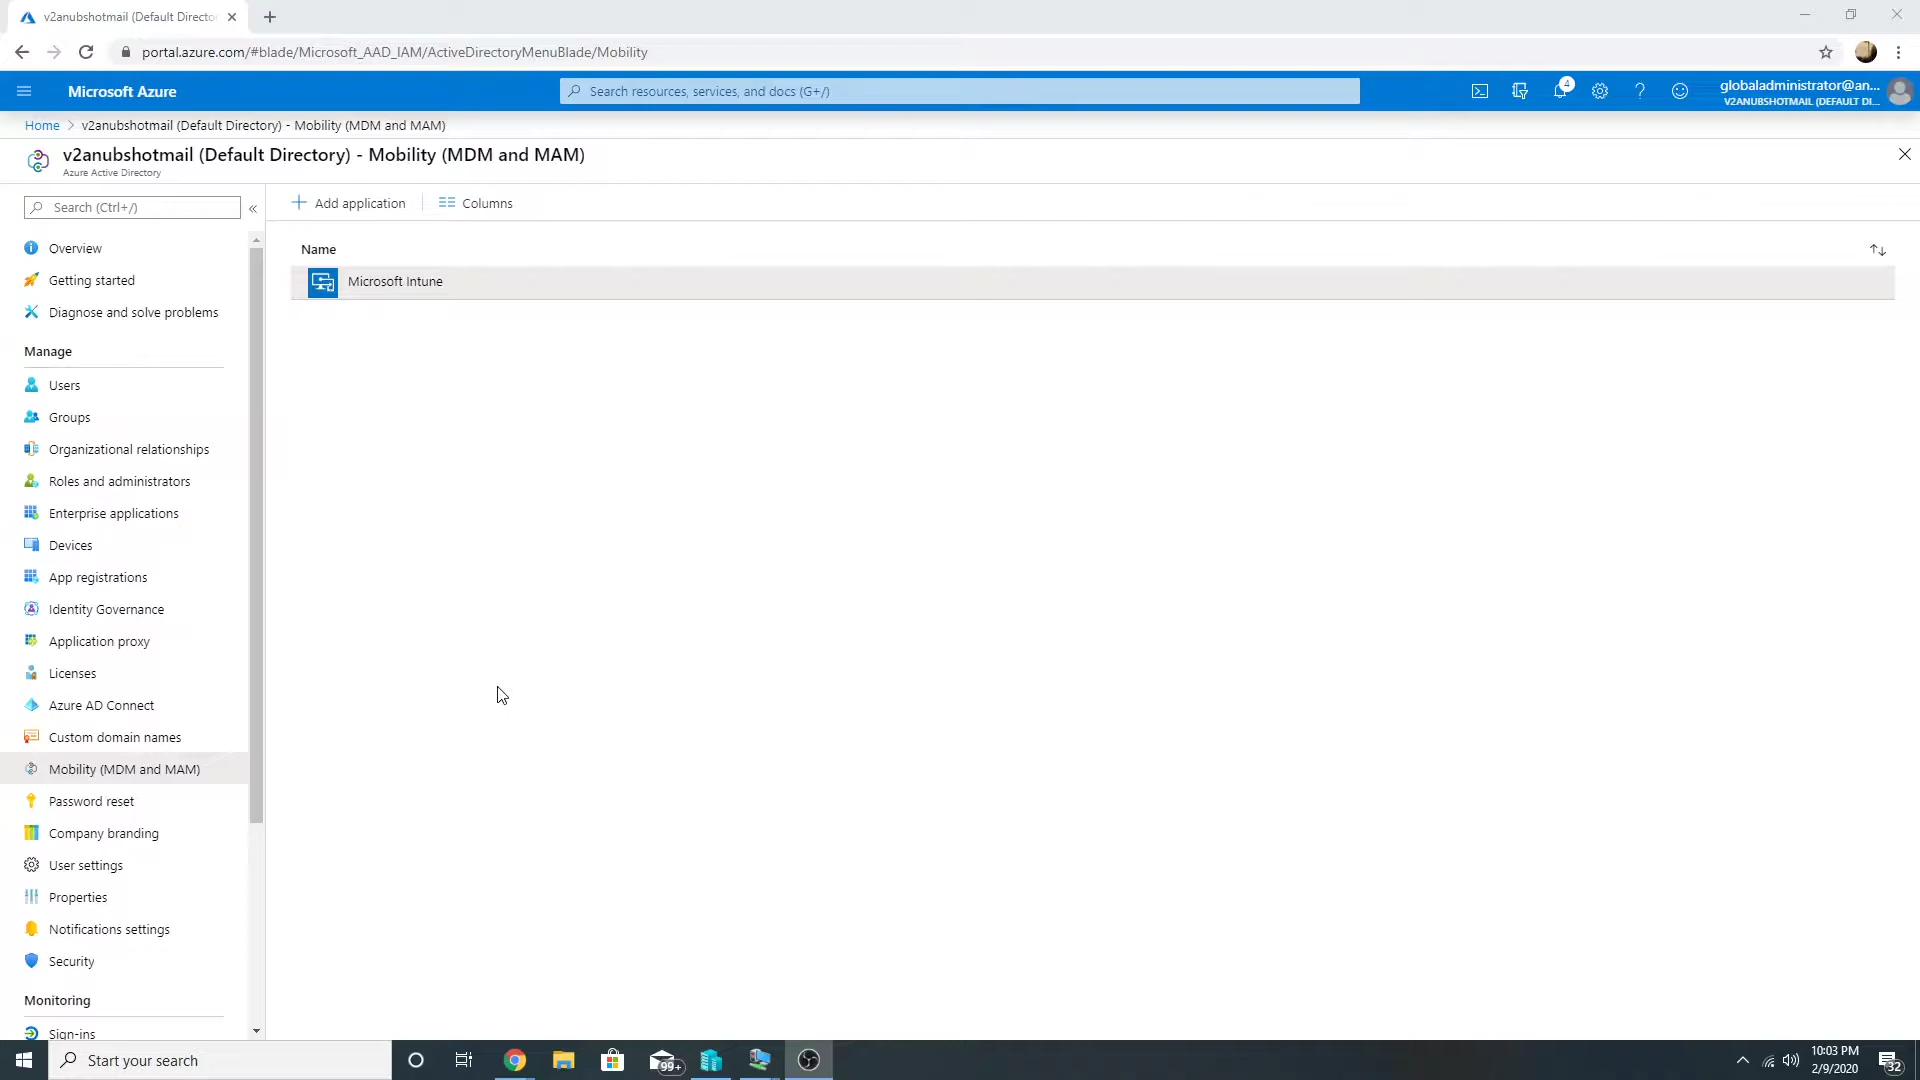 v2anubshotmail (Default Director
portal.azure.com/#blade/Microsoft_AAD_IAM/ActiveDirectoryMenuBlade/Mobility
Microsoft Azure
Search resources, services, and docs (G+/)
4
globaladministrator@an...
V2ANUBSHOTMAIL (DEFAULT DI...
Home > v2anubshotmail (Default Directory) - Mobility (MDM and MAM)
v2anubshotmail (Default Directory) - Mobility (MDM and MAM)
Azure Active Directory
Search (Ctrl+/)
«
Add application
Columns
Name
Microsoft Intune
Overview
Getting started
Diagnose and solve problems
Manage
Users
Groups
Organizational relationships
Roles and administrators
Enterprise applications
Devices
App registrations
Identity Governance
Application proxy
Licenses
Azure AD Connect
Custom domain names
Mobility (MDM and MAM)
Password reset
Company branding
User settings
Properties
Notifications settings
Security
Monitoring
Sign-ins
Start your search
99+
10:03 PM
2/9/2020
32